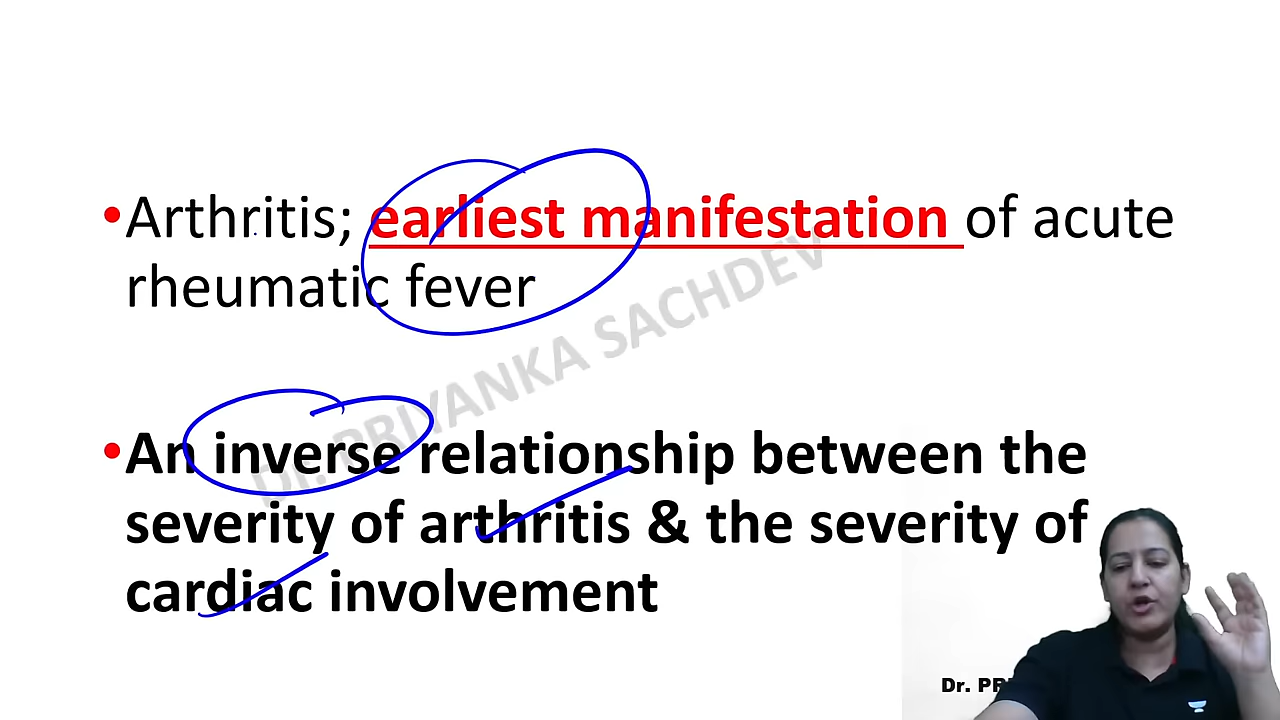 •Arthritis; earliest manifestation of acute
rheumatic fever
DR. PRIYANKA SACHDEV
•An inverse relationship between the
severity of arthritis & the severity of
cardiac involvement
Dr.